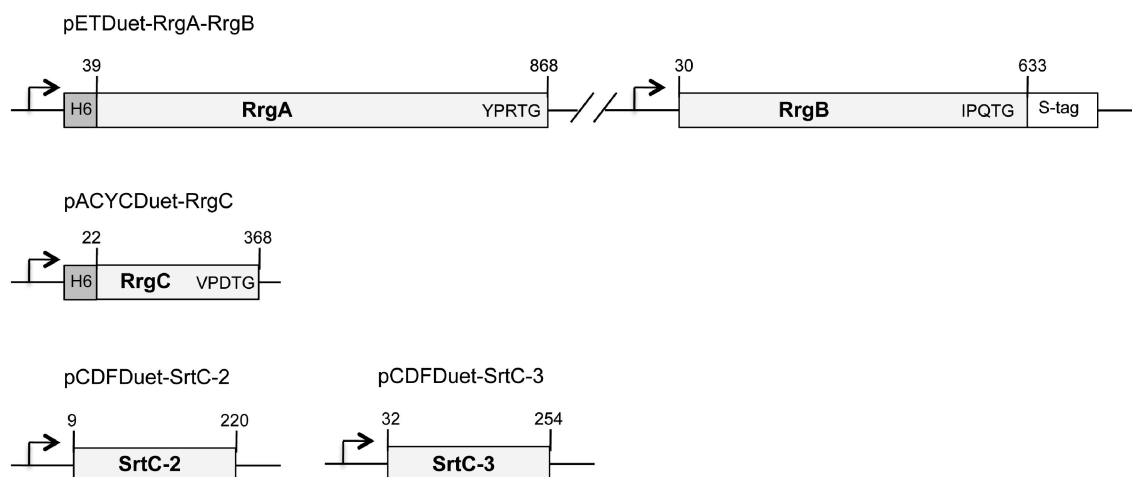 pETDuet-RrgA-RrgB
39 868 30 633
H6 RrgA YPRTG RrgB IPQTG S-tag
pACYCDuet-RrgC
22 368
H6 RrgC VPDTG
pCDFDuet-SrtC-2 pCDFDuet-SrtC-3
9 220 32 254
SrtC-2 SrtC-3